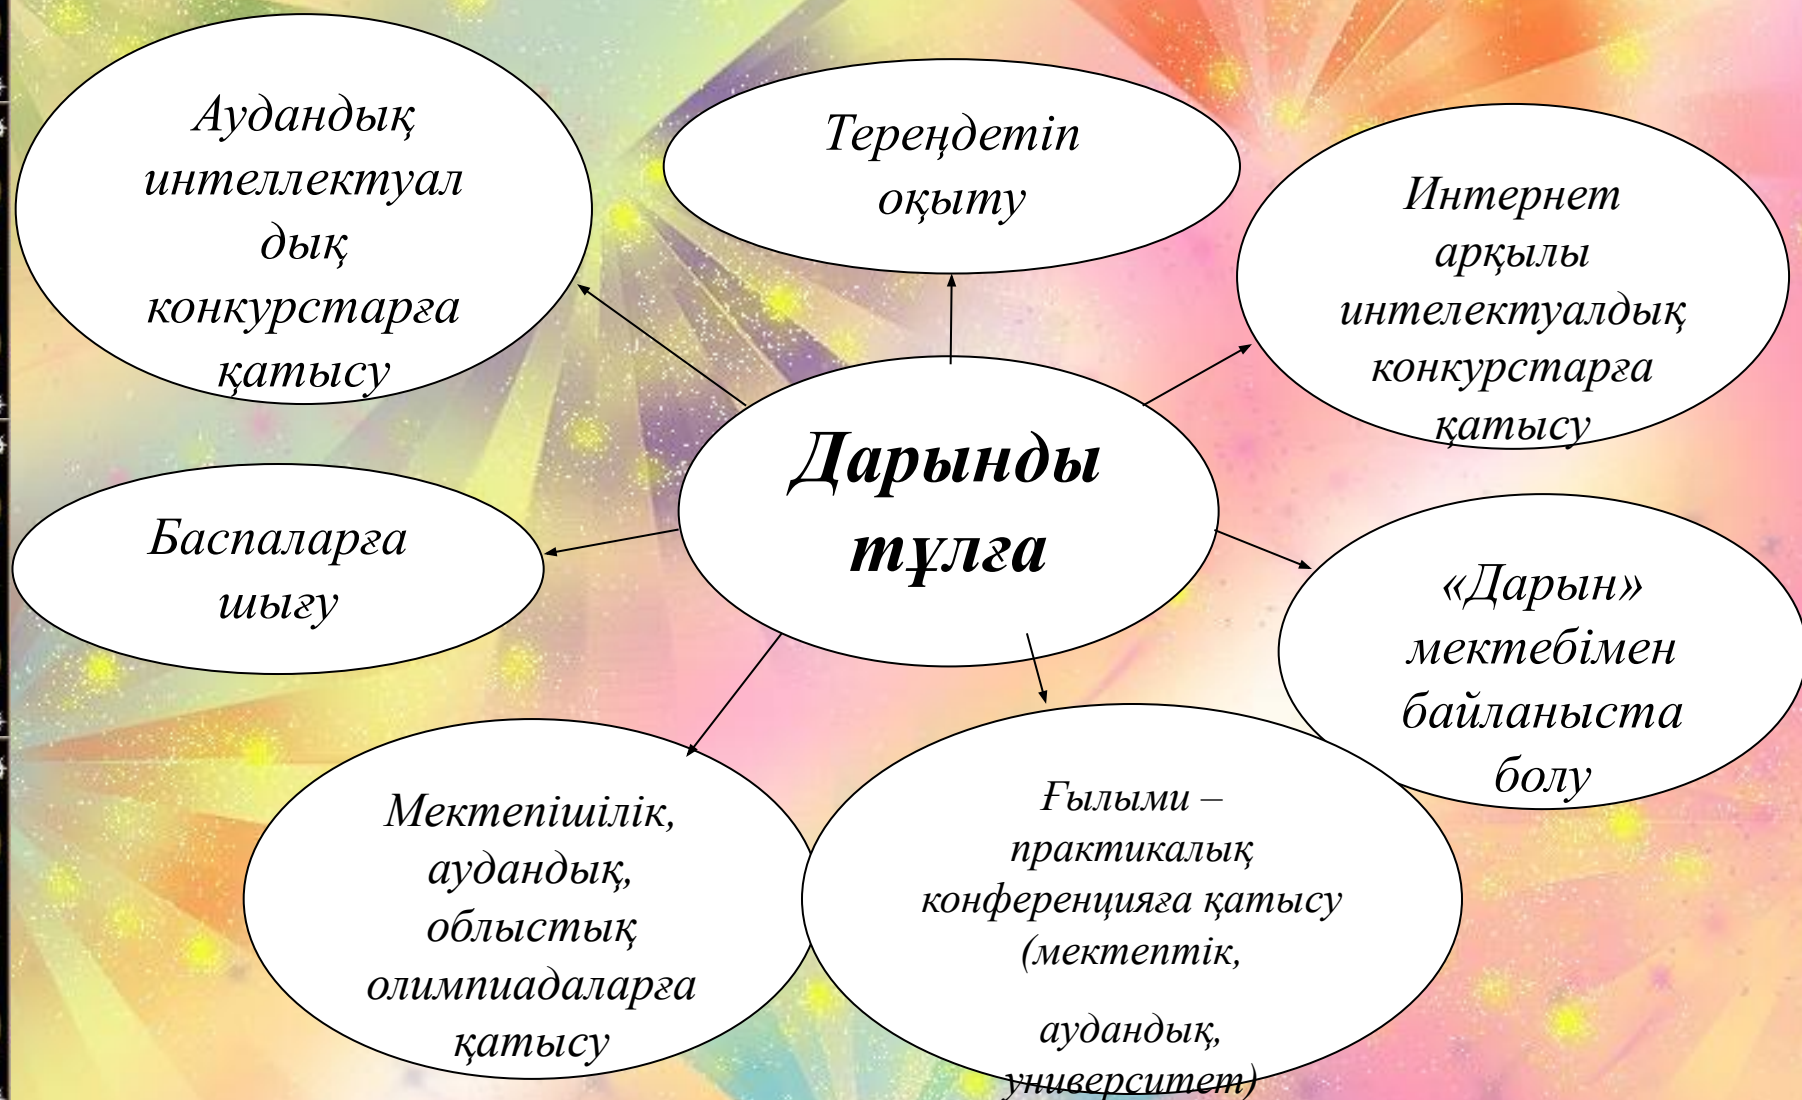 Аудандық
интеллектуал
дық
конкурстарға
қатысу
Тереңдетіп
оқыту
Интернет
арқылы
интелектуалдық
конкурстарға
қатысу
Дарынды
тұлға
Баспаларға
шығу
«Дарын»
мектебімен
байланыста
болу
Мектепішілік,
аудандық,
облыстық
олимпиадаларға
қатысу
Ғылыми –
практикалық
конференцияға қатысу
(мектептік,
аудандық,
университет)